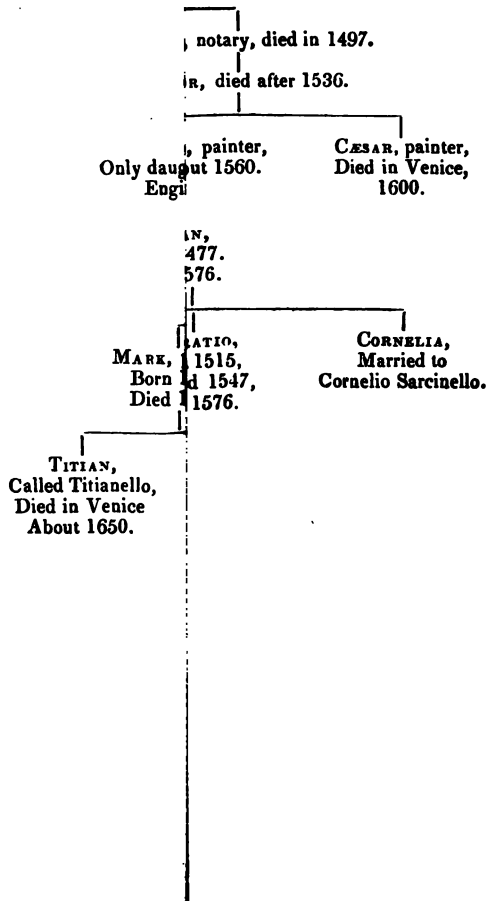 , notary, died in 1497.
R, died after 1536.
, painter,
Only daug ut 1560.
Engi
CÆSAR, painter,
Died in Venice,
1600.
N,
477.
576.
MARK,
Born
Died
ATIO,
1515,
d 1547,
1576.
CORNELIA,
Married to
Cornelio Sarcinello.
TITIAN,
Called Titianello,
Died in Venice
About 1650.